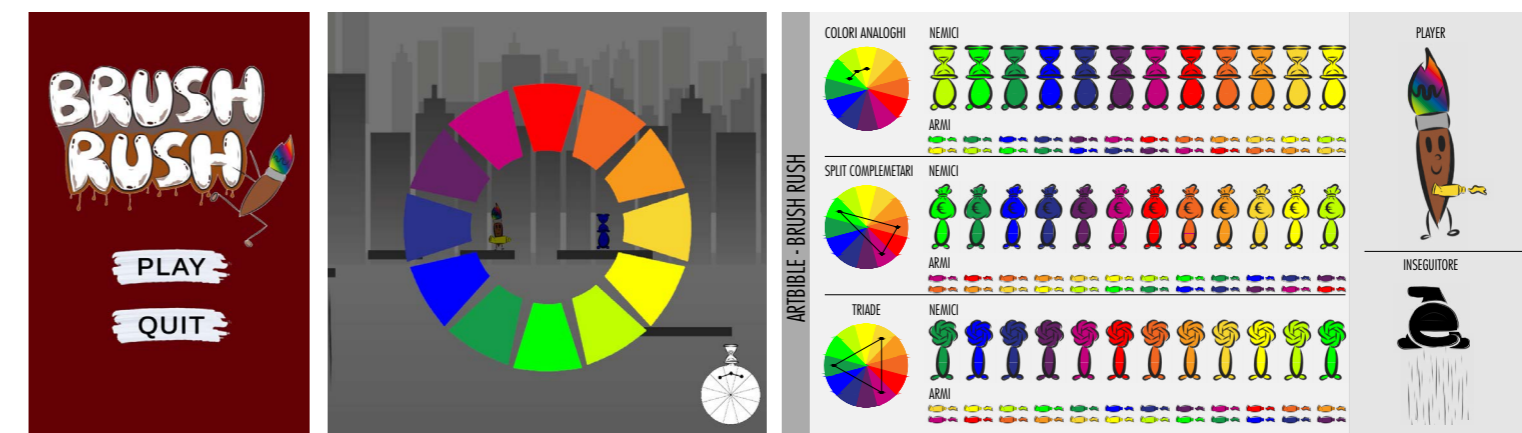 BRUSH
RUSH
PLAY
QUIT
ARTBIBLE - BRUSH RUSH
COLORI ANALOGHI
NEMICI
ARMI
SPLIT COMPLEMETARI
NEMICI
€ € € € € € € € € € € €
ARMI
TRIADE
NEMICI
ARMI
PLAYER
INSEGUITORE